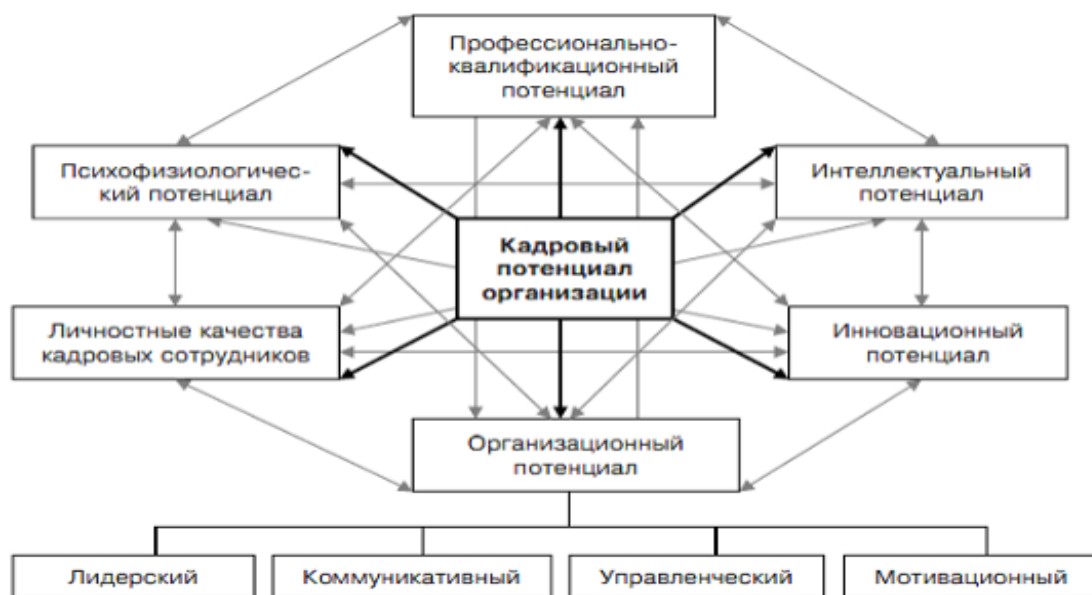 Профессионально-
квалификационный
потенциал
Психофизиологичес-
кий потенциал
Интеллектуальный
потенциал
Кадровый
потенциал
организации
Личностные качества
кадровых сотрудников
Инновационный
потенциал
Организационный
потенциал
Лидерский
Коммуникативный
Управленческий
Мотивационный